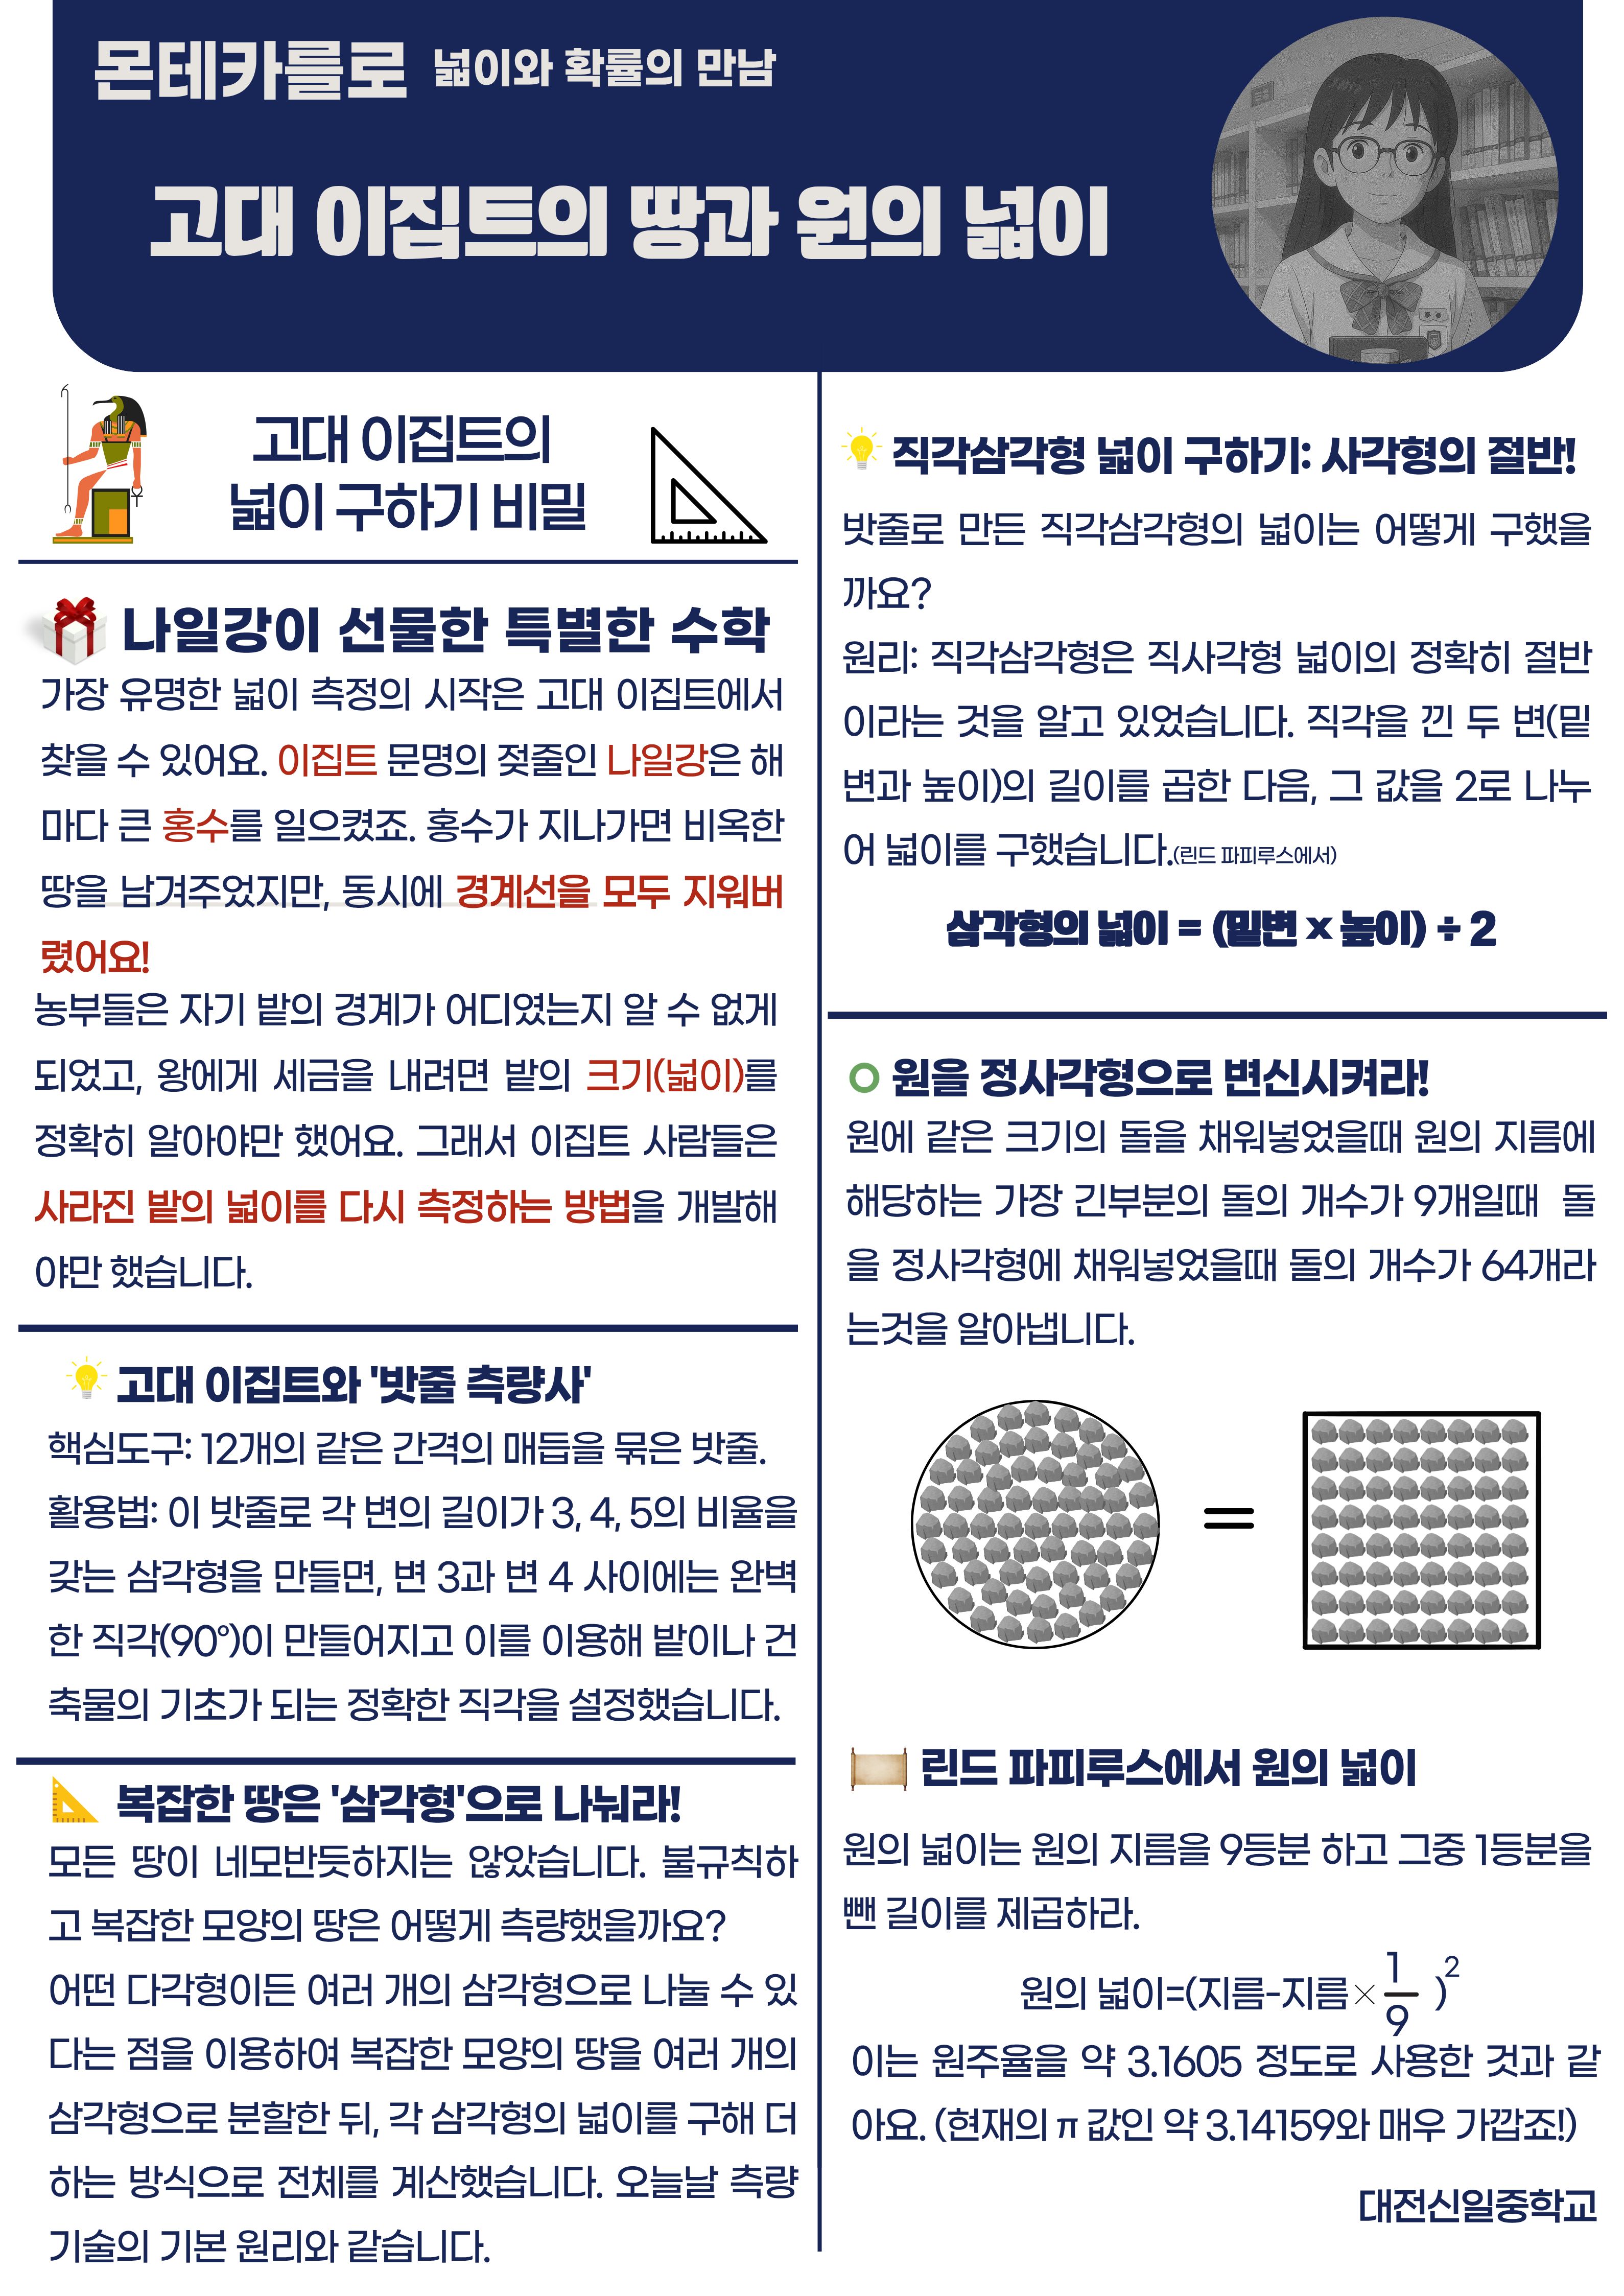 몬테카를로 넓이와 확률의 만남
고대 이집트의 땅과 원의 넓이
고대 이집트의
넓이 구하기 비밀
나일강이 선물한 특별한 수학
가장 유명한 넓이 측정의 시작은 고대 이집트에서
찾을 수 있어요. 이집트 문명의 젖줄인 나일강은 해
마다 큰 홍수를 일으켰죠. 홍수가 지나가면 비옥한
땅을 남겨주었지만, 동시에 경계선을 모두 지워버
렸어요!
농부들은 자기 밭의 경계가 어디였는지 알 수 없게
되었고, 왕에게 세금을 내려면 밭의 크기(넓이)를
정확히 알아야만 했어요. 그래서 이집트 사람들은
사라진 밭의 넓이를 다시 측정하는 방법을 개발해
야만 했습니다.
고대 이집트와 '밧줄 측량사'
핵심도구: 12개의 같은 간격의 매듭을 묶은 밧줄.
활용법: 이 밧줄로 각 변의 길이가 3, 4, 5의 비율을
갖는 삼각형을 만들면, 변 3과 변 4 사이에는 완벽
한 직각(90°)이 만들어지고 이를 이용해 밭이나 건
축물의 기초가 되는 정확한 직각을 설정했습니다.
복잡한 땅은 '삼각형'으로 나눠라!
모든 땅이 네모반듯하지는 않았습니다. 불규칙하
고 복잡한 모양의 땅은 어떻게 측량했을까요?
어떤 다각형이든 여러 개의 삼각형으로 나눌 수 있
다는 점을 이용하여 복잡한 모양의 땅을 여러 개의
삼각형으로 분할한 뒤, 각 삼각형의 넓이를 구해 더
하는 방식으로 전체를 계산했습니다. 오늘날 측량
기술의 기본 원리와 같습니다.
직각삼각형 넓이 구하기: 사각형의 절반!
밧줄로 만든 직각삼각형의 넓이는 어떻게 구했을
까요?
원리: 직각삼각형은 직사각형 넓이의 정확히 절반
이라는 것을 알고 있었습니다. 직각을 낀 두 변(밑
변과 높이)의 길이를 곱한 다음, 그 값을 2로 나누
어 넓이를 구했습니다.(린드 파피루스에서)
삼각형의 넓이 = (밑변 x 높이) ÷ 2
원을 정사각형으로 변신시켜라!
원에 같은 크기의 돌을 채워넣었을때 원의 지름에
해당하는 가장 긴부분의 돌의 개수가 9개일때 돌
을 정사각형에 채워넣었을때 돌의 개수가 64개라
는것을 알아냅니다.
=
린드 파피루스에서 원의 넓이
원의 넓이는 원의 지름을 9등분 하고 그중 1등분을
뺀 길이를 제곱하라.
원의 넓이=(지름-지름×1/9)²
이는 원주율을 약 3.1605 정도로 사용한 것과 같
아요. (현재의 π 값인 약 3.14159와 매우 가깝죠!)
대전신일중학교